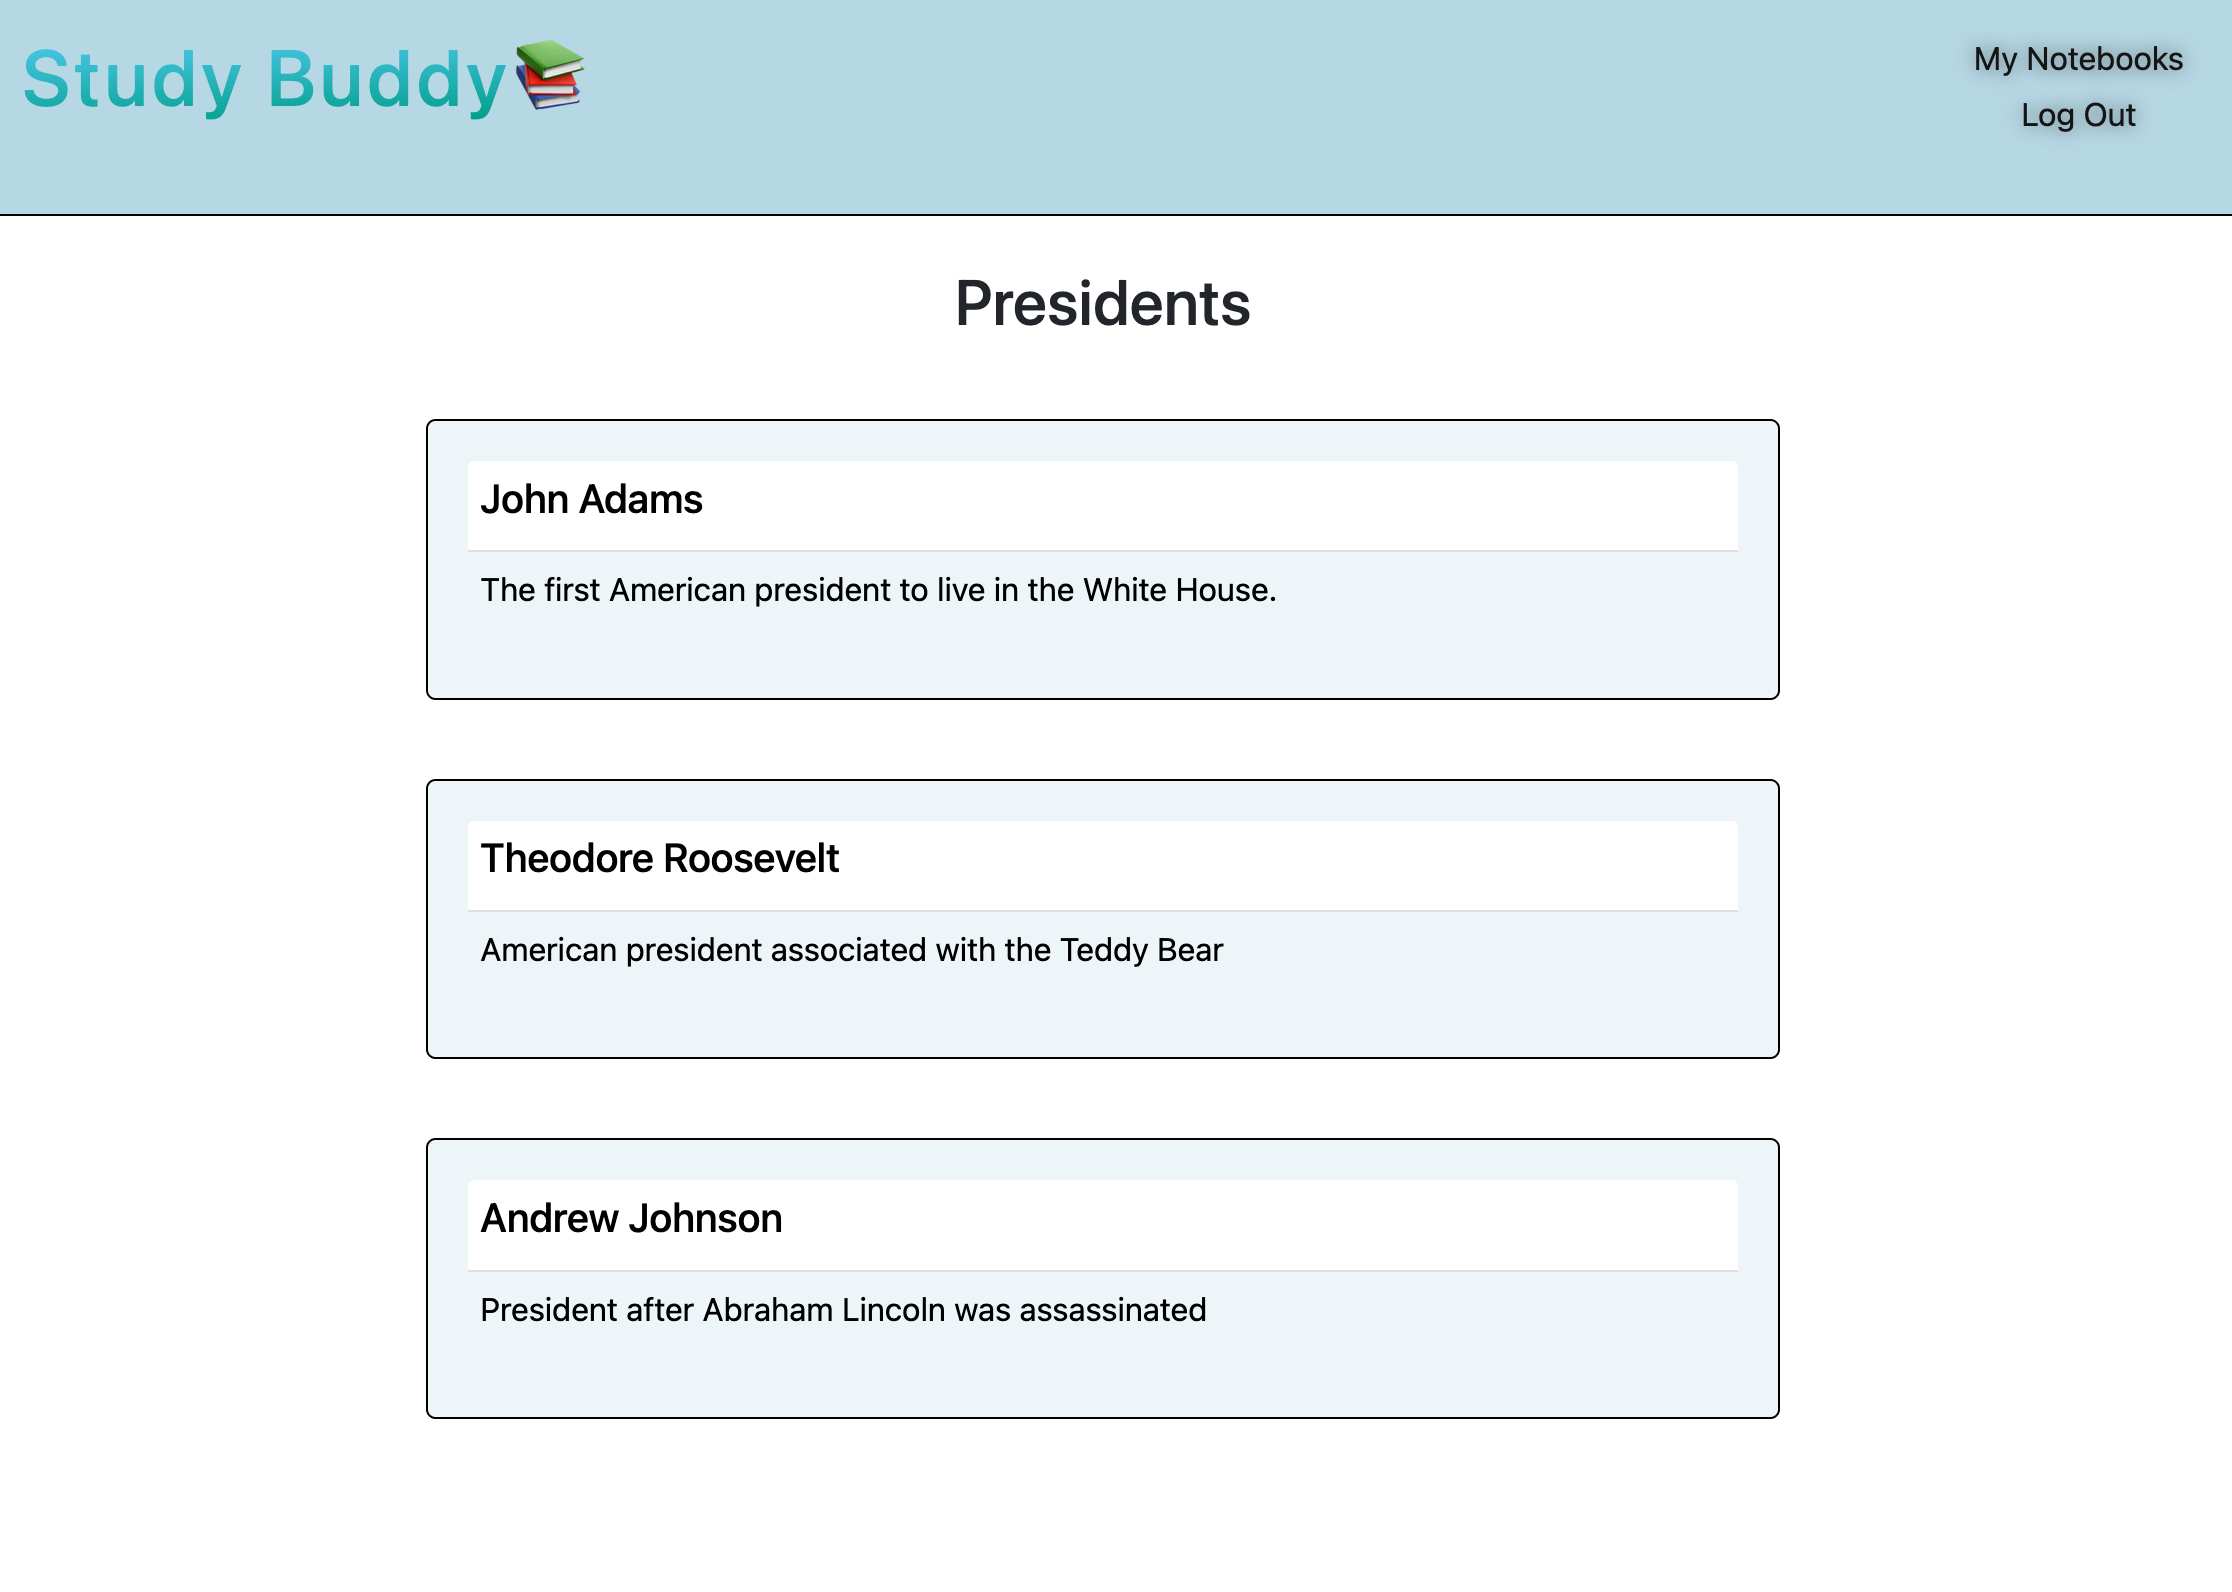 Study Buddy📚
My Notebooks
Log Out
Presidents
John Adams
The first American president to live in the White House.
Theodore Roosevelt
American president associated with the Teddy Bear
Andrew Johnson
President after Abraham Lincoln was assassinated